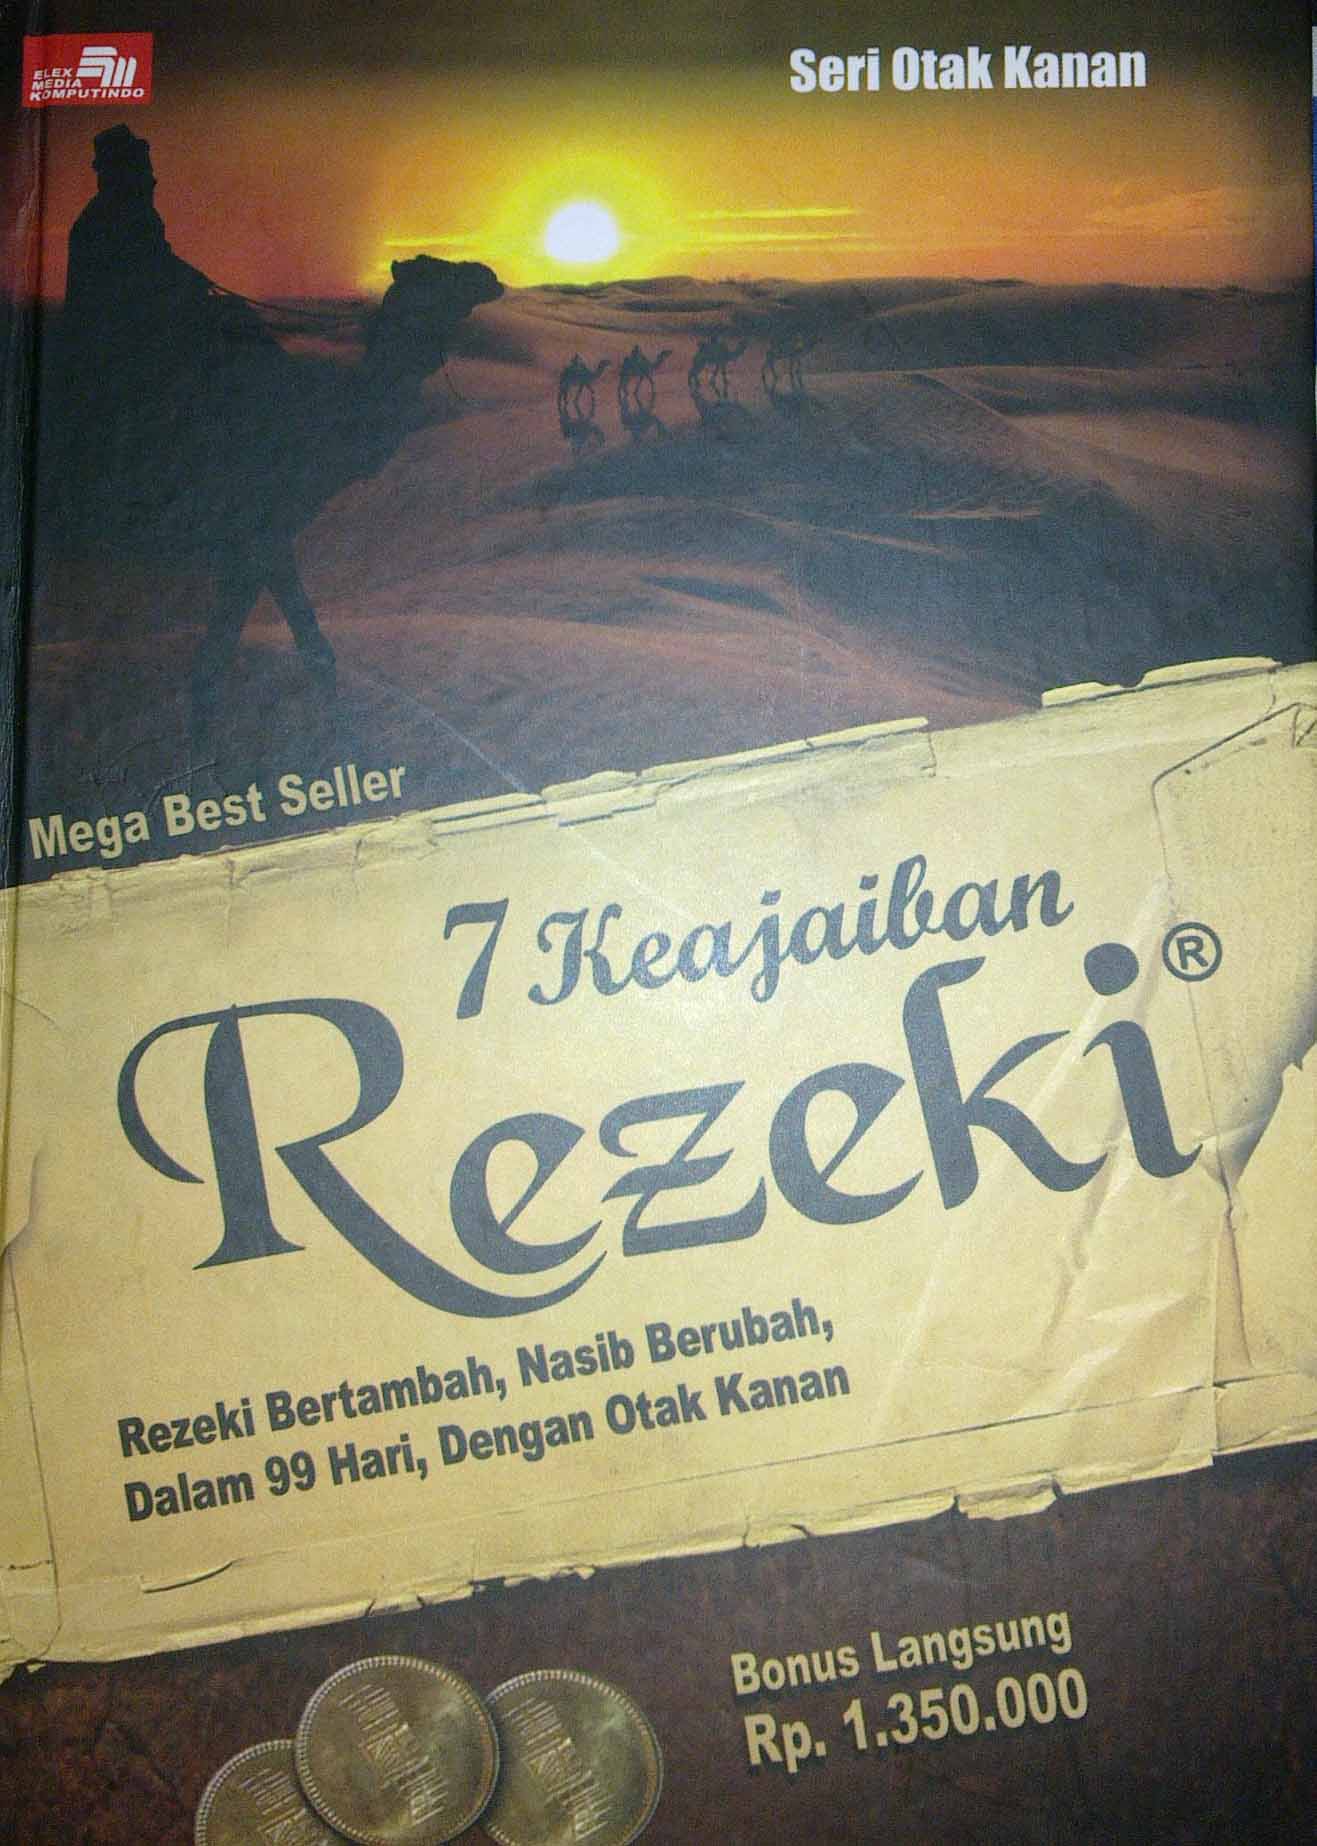 ELEX
MEDIA
KOMPUTINDO
Seri Otak Kanan
Mega Best Seller
7 Keajaiban
Rezeki®
Rezeki Bertambah, Nasib Berubah,
Dalam 99 Hari, Dengan Otak Kanan
Bonus Langsung
Rp. 1.350.000